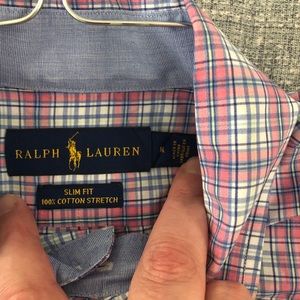 RALPH LAUREN
SLIM FIT
100% COTTON STRETCH